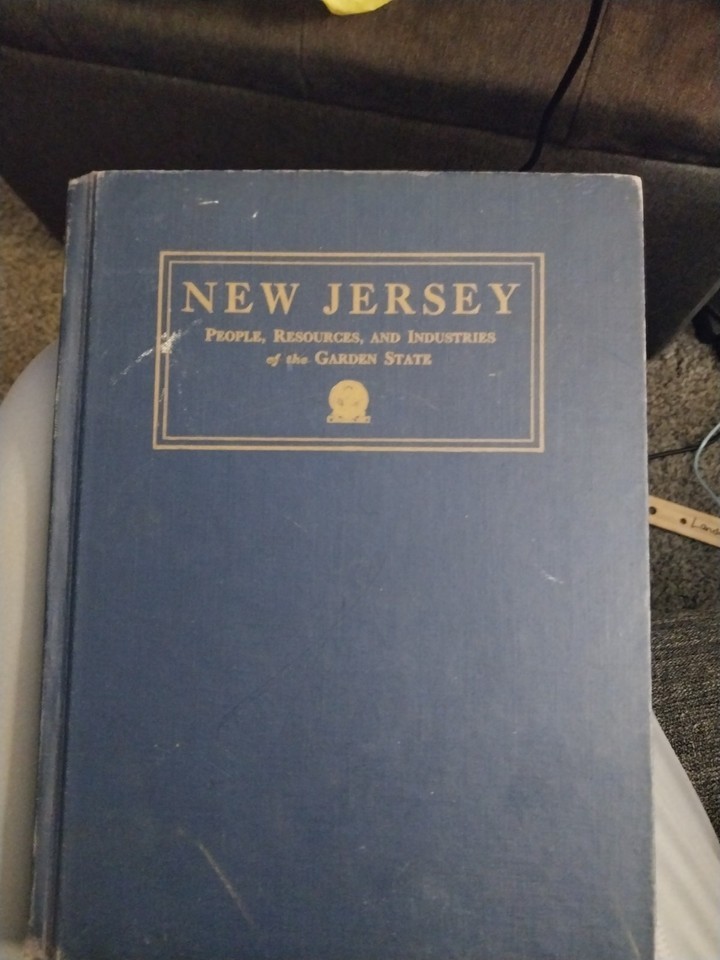 NEW JERSEY
PEOPLE, RESOURCES, AND INDUSTRIES
of the GARDEN STATE